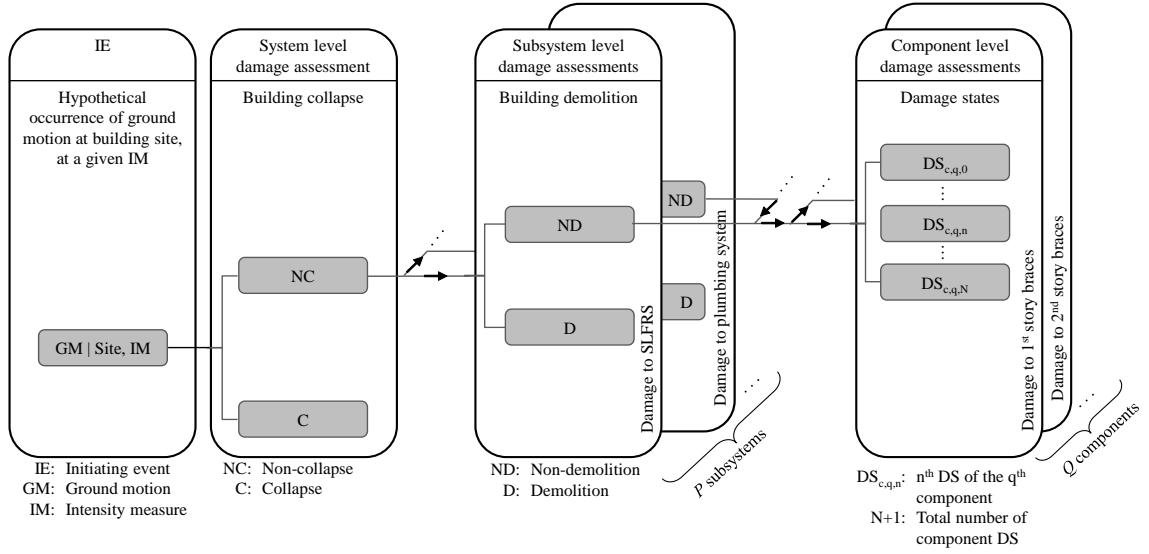 IE
Hypothetical
occurrence of ground
motion at building site,
at a given IM
GM | Site, IM
IE: Initiating event
GM: Ground motion
IM: Intensity measure
System level
damage assessment
Building collapse
NC
C
NC: Non-collapse
C: Collapse
Subsystem level
damage assessments
Building demolition
ND
D
Damage to SLFRS
ND
D
Damage to plumbing system
P subsystems
ND: Non-demolition
D: Demolition
Component level
damage assessments
Damage states
DS_{c,q,0}
DS_{c,q,n}
DS_{c,q,N}
Damage to 1st story braces
Damage to 2nd story braces
Q components
DS_{c,q,n}: nth DS of the qth
component
N+1: Total number of
component DS